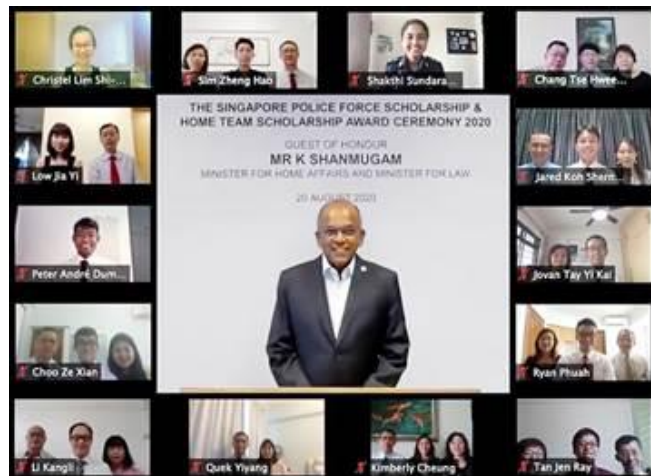 Christel Lim Shi-...
Sim Zheng Hao
Shakthi Sundara...
Chang Tse Hwee...
THE SINGAPORE POLICE FORCE SCHOLARSHIP &
HOME TEAM SCHOLARSHIP AWARD CEREMONY 2020
GUEST OF HONOUR
MR K SHANMUGAM
MINISTER FOR HOME AFFAIRS AND MINISTER FOR LAW
20 AUGUST 2020
Low Jia Yi
Jared Koh Sherm...
Peter André Dum...
Jovan Tay Yi Kai
Choo Ze Xian
Ryan Phuah
Li Kangli
Quek Yiyang
Kimberly Cheung
Tan Jen Ray